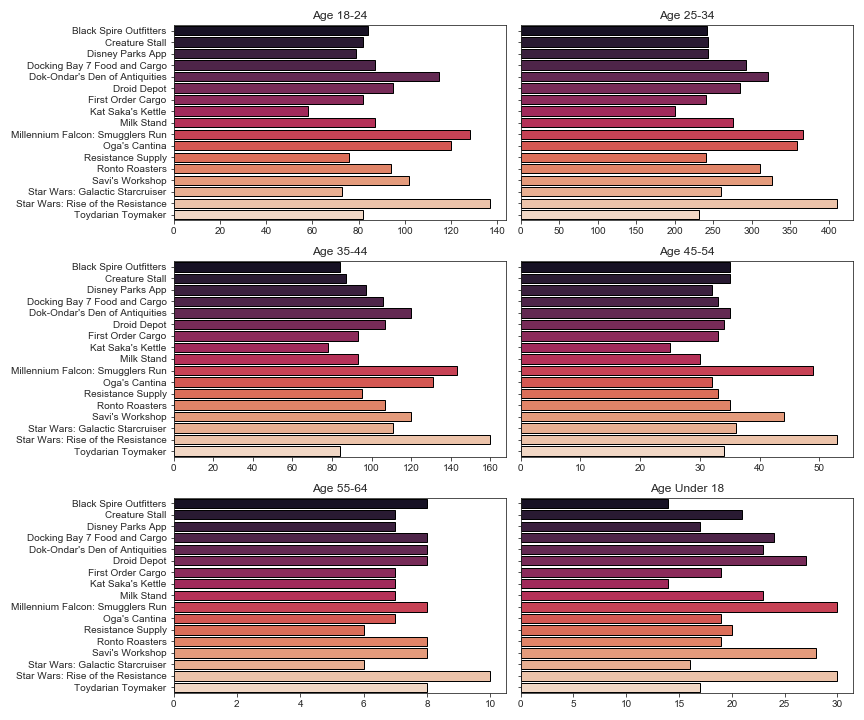 Age 18-24
Black Spire Outfitters
Creature Stall
Disney Parks App
Docking Bay 7 Food and Cargo
Dok-Ondar's Den of Antiquities
Droid Depot
First Order Cargo
Kat Saka's Kettle
Milk Stand
Millennium Falcon: Smugglers Run
Oga's Cantina
Resistance Supply
Ronto Roasters
Savi's Workshop
Star Wars: Galactic Starcruiser
Star Wars: Rise of the Resistance
Toydarian Toymaker
0 20 40 60 80 100 120 140
Age 25-34
0 50 100 150 200 250 300 350 400
Age 35-44
Black Spire Outfitters
Creature Stall
Disney Parks App
Docking Bay 7 Food and Cargo
Dok-Ondar's Den of Antiquities
Droid Depot
First Order Cargo
Kat Saka's Kettle
Milk Stand
Millennium Falcon: Smugglers Run
Oga's Cantina
Resistance Supply
Ronto Roasters
Savi's Workshop
Star Wars: Galactic Starcruiser
Star Wars: Rise of the Resistance
Toydarian Toymaker
0 20 40 60 80 100 120 140 160
Age 45-54
0 10 20 30 40 50
Age 55-64
Black Spire Outfitters
Creature Stall
Disney Parks App
Docking Bay 7 Food and Cargo
Dok-Ondar's Den of Antiquities
Droid Depot
First Order Cargo
Kat Saka's Kettle
Milk Stand
Millennium Falcon: Smugglers Run
Oga's Cantina
Resistance Supply
Ronto Roasters
Savi's Workshop
Star Wars: Galactic Starcruiser
Star Wars: Rise of the Resistance
Toydarian Toymaker
0 2 4 6 8 10
Age Under 18
0 5 10 15 20 25 30